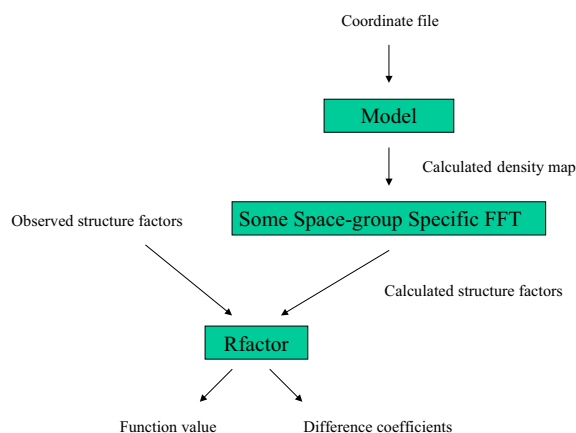 Coordinate file
Model
Calculated density map
Observed structure factors
Some Space-group Specific FFT
Calculated structure factors
Rfactor
Function value
Difference coefficients